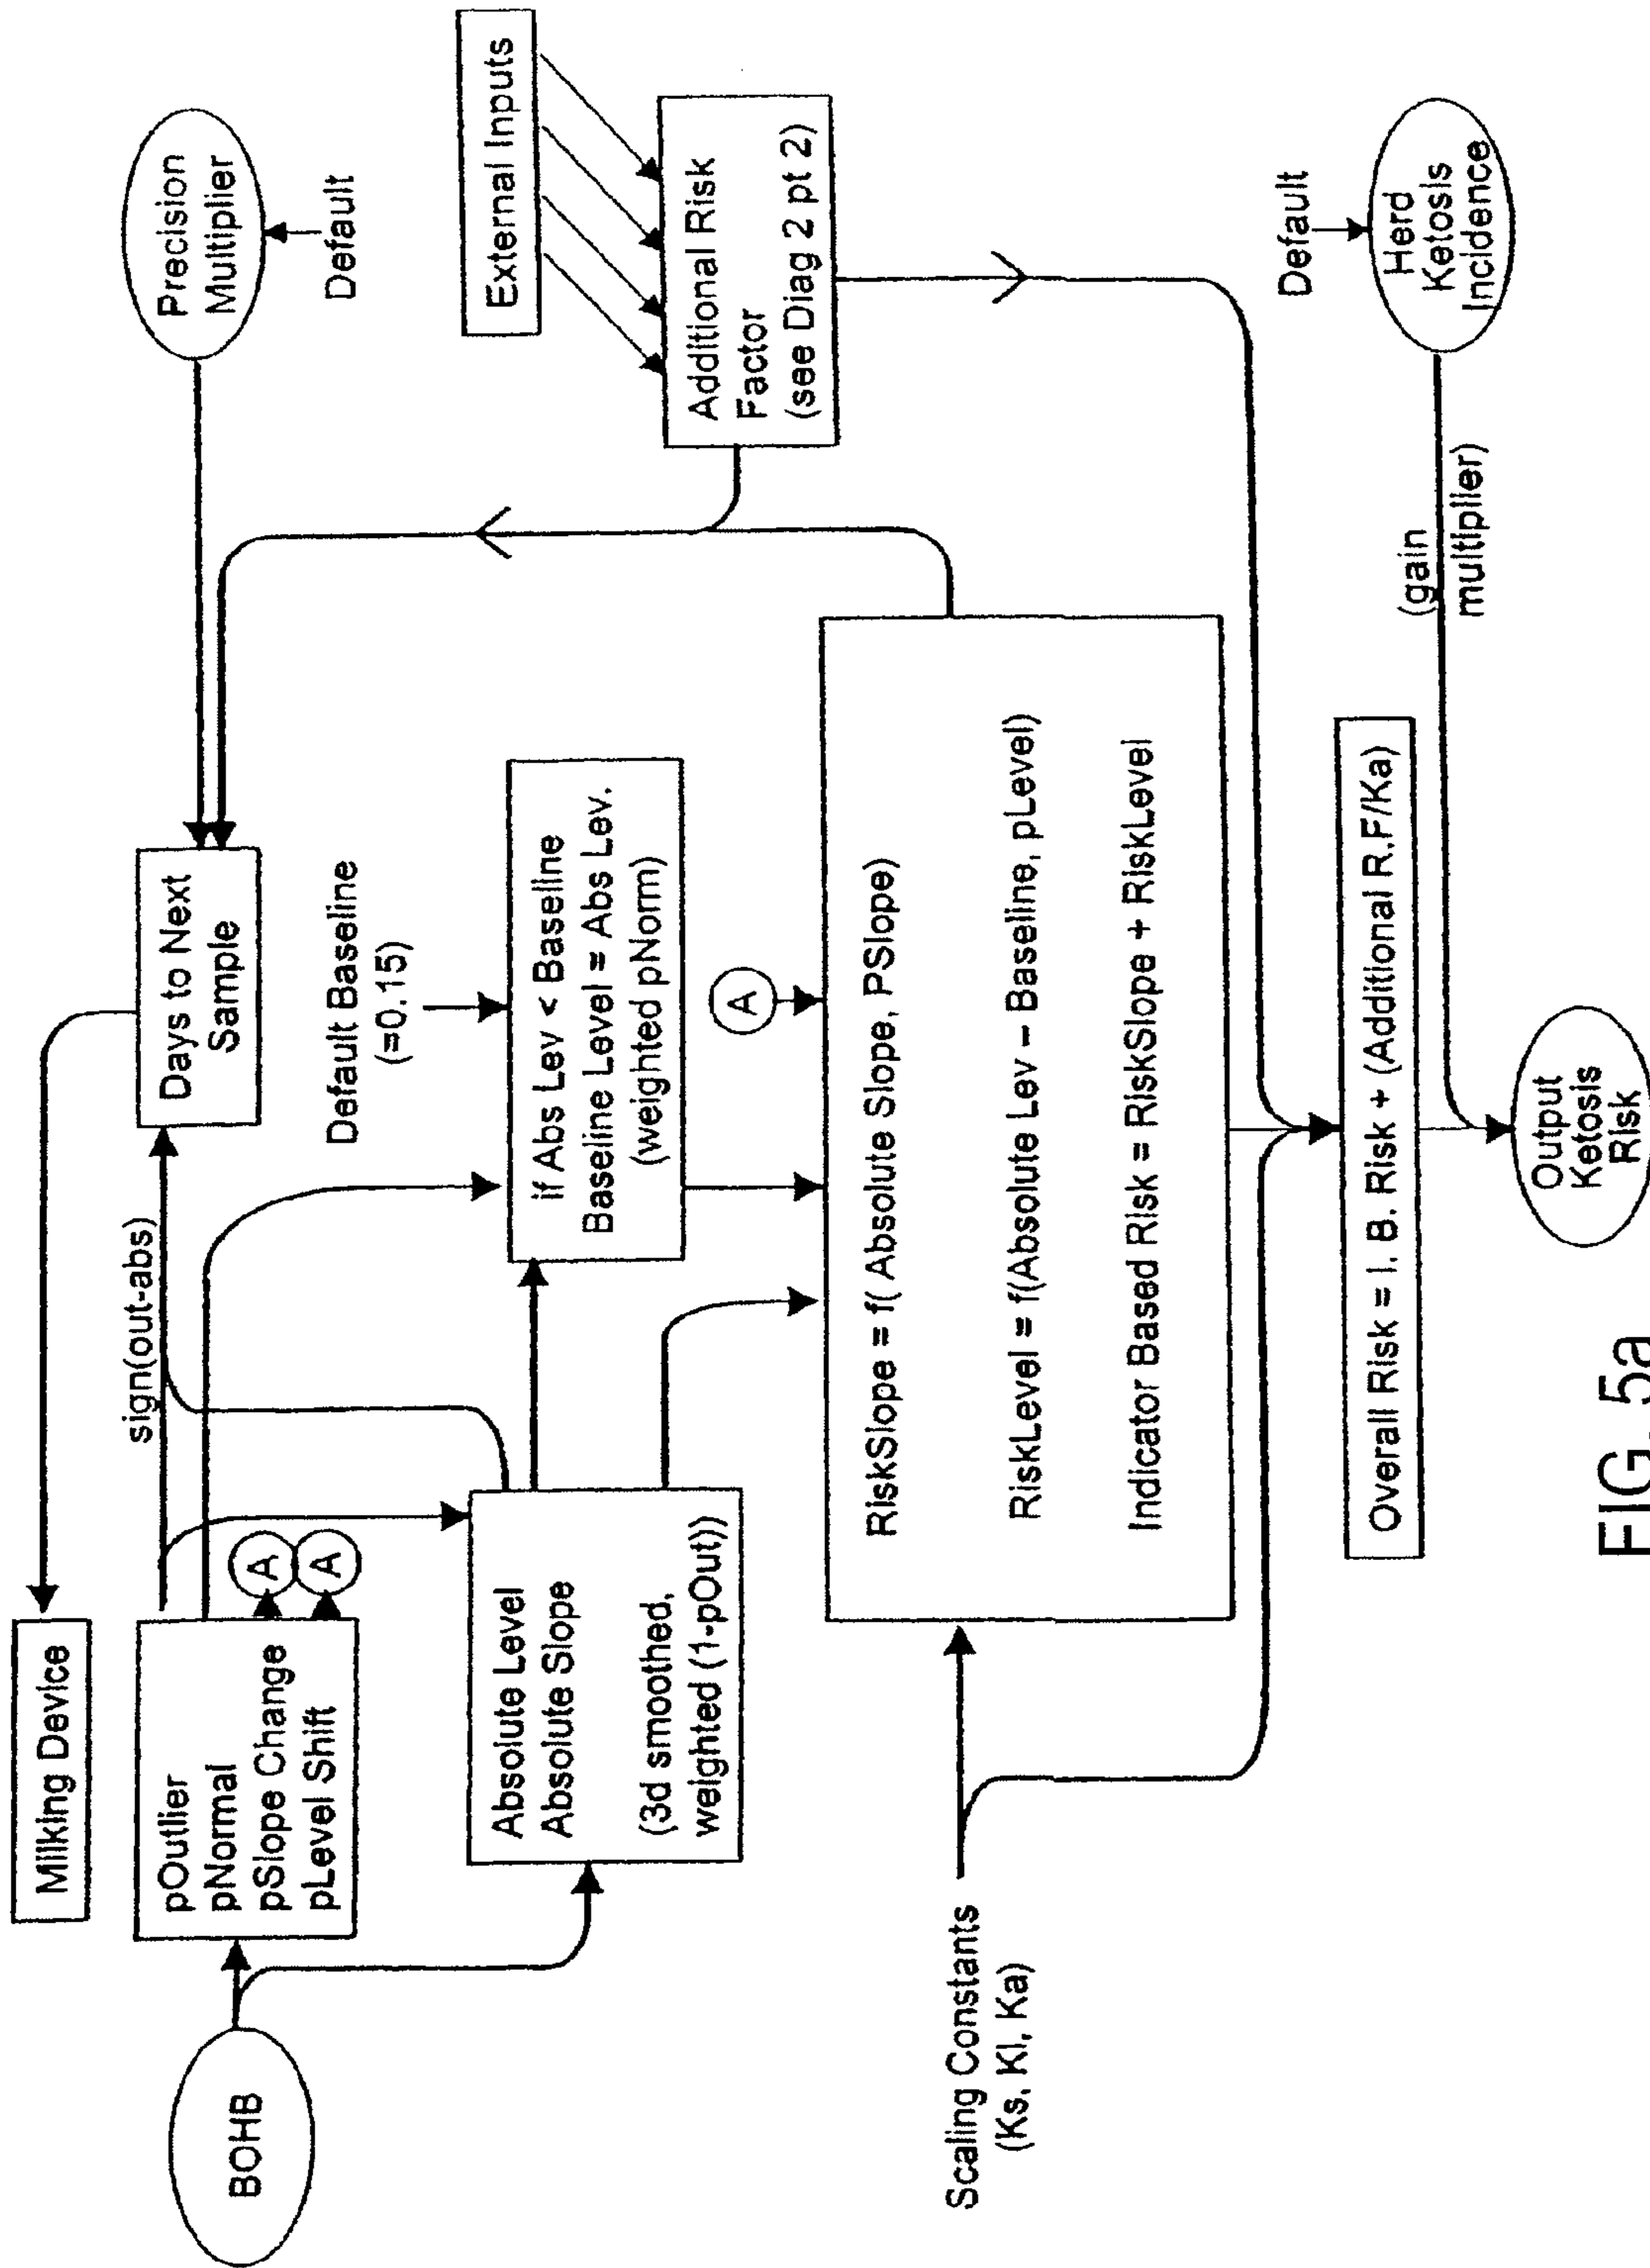 Milking Device
BOHB
pOutlier
pNormal
pSlope Change
pLevel Shift
A
A
sign(out-abs)
Days to Next
Sample
Precision
Multiplier
Default
Absolute Level
Absolute Slope
(3d smoothed,
weighted (1-pOut))
Default Baseline
(=0.15)
if Abs Lev < Baseline
Baseline Level = Abs Lev.
(weighted pNorm)
A
External Inputs
Additional Risk
Factor
(see Diag 2 pt 2)
Scaling Constants
(Ks, Kl, Ka)
RiskSlope = f( Absolute Slope, PSlope)
RiskLevel = f(Absolute Lev – Baseline, pLevel)
Indicator Based Risk = RiskSlope + RiskLevel
Overall Risk = I. B. Risk + (Additional R.F/Ka)
Default
Herd
Ketosis
Incidence
(gain
multiplier)
Output
Ketosis
Risk
FIG. 5a